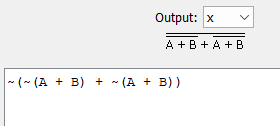 Output: x
A + B + A + B
~(~(A + B) + ~(A + B))